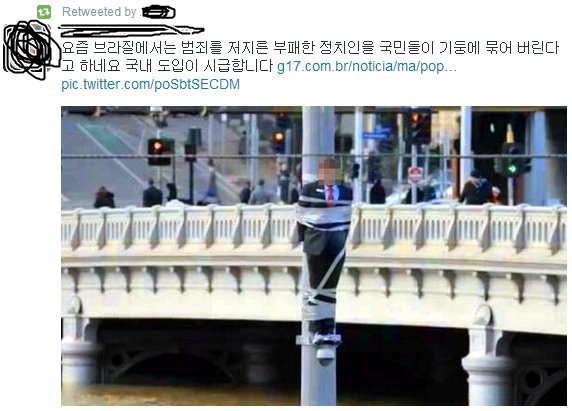 Retweeted by
요즘 브라질에서는 범죄를 저지른 부패한 정치인을 국민들이 기둥에 묶어 버린다
고 하네요 국내 도입이 시급합니다 g17.com.br/noticia/ma/pop…
pic.twitter.com/poSbtSECDM